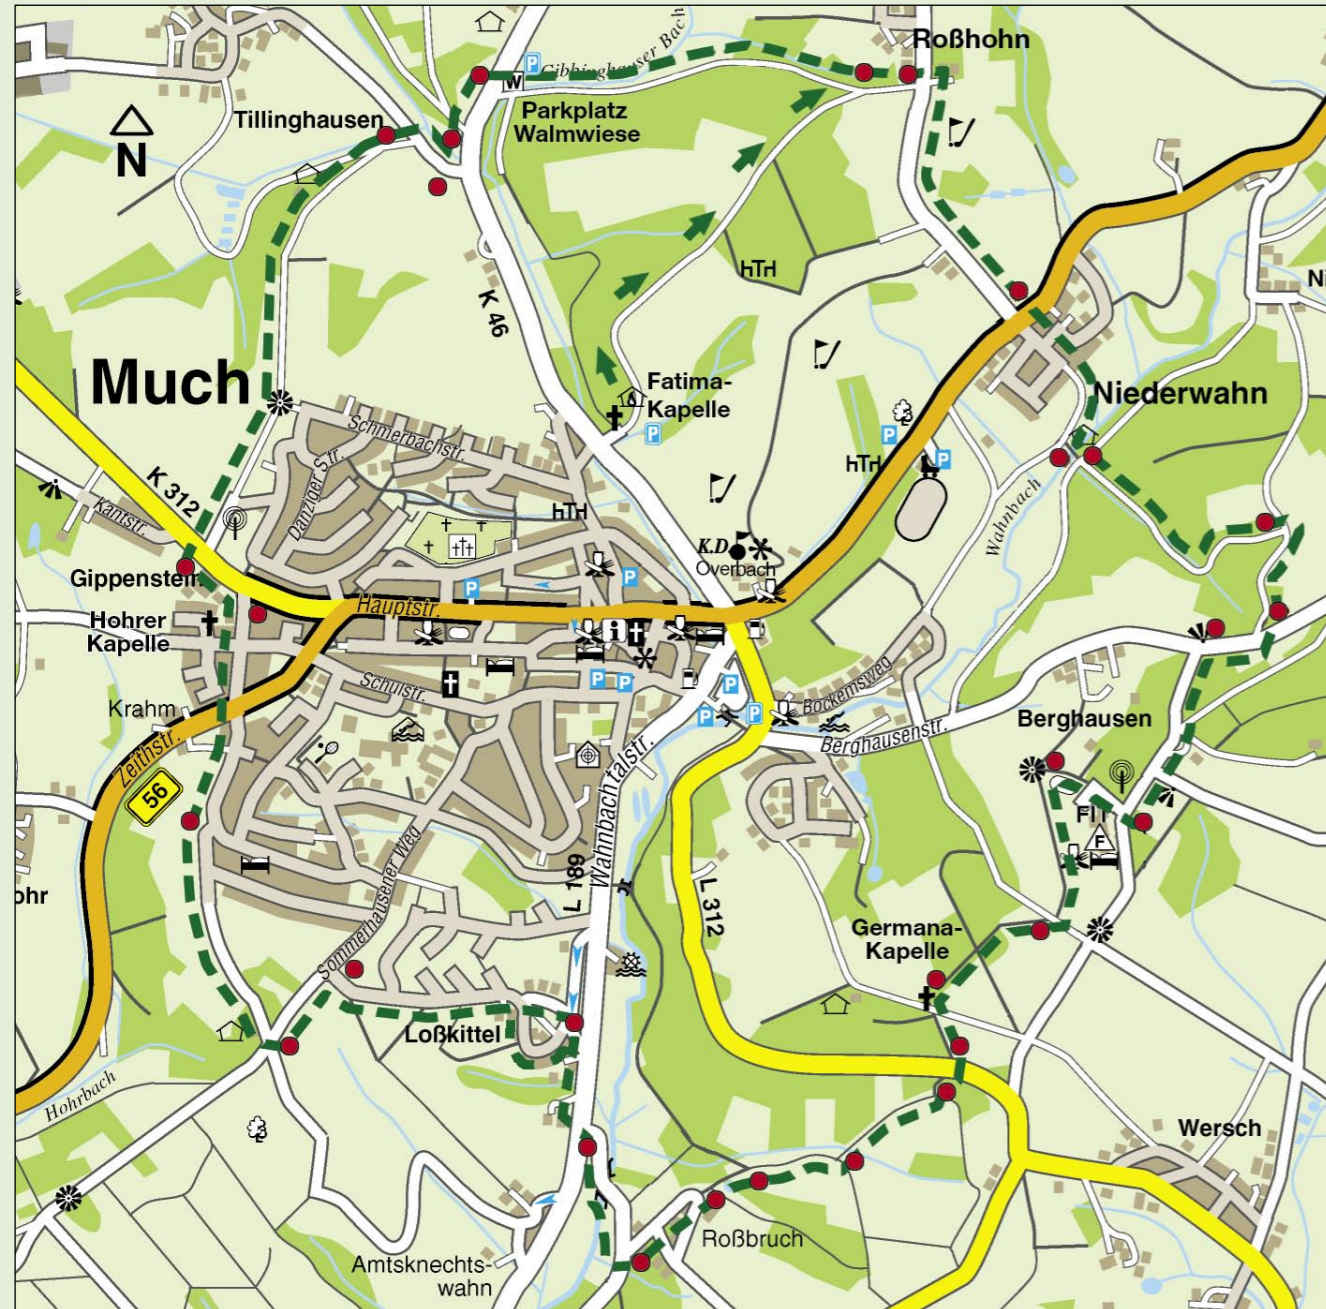 Roßhohn
P
Gibbinghauser Bach
W
Parkplatz
Walmwiese
Tillinghausen
N
K 46
Much
Fatima-
Kapelle
P
Niederwahn
Schmerbachstr.
Danziger Str.
K 312
Kantstr.
P
P
Wahnbach
Gippenstein
Hohrer
Kapelle
K.D.
Overbach
P
P
Hauptstr.
i
Schulstr.
P
P
P
P
P
Bockemsweg
Berghausenstr.
Berghausen
Krahm
Zeithstr.
56
Wahnbachtalstr.
F
L 189
L 312
ohr
Sommerhausener Weg
Germana-
Kapelle
Loßkittel
Hohrbach
Wersch
Roßbruch
Amtsknechts-
wahn